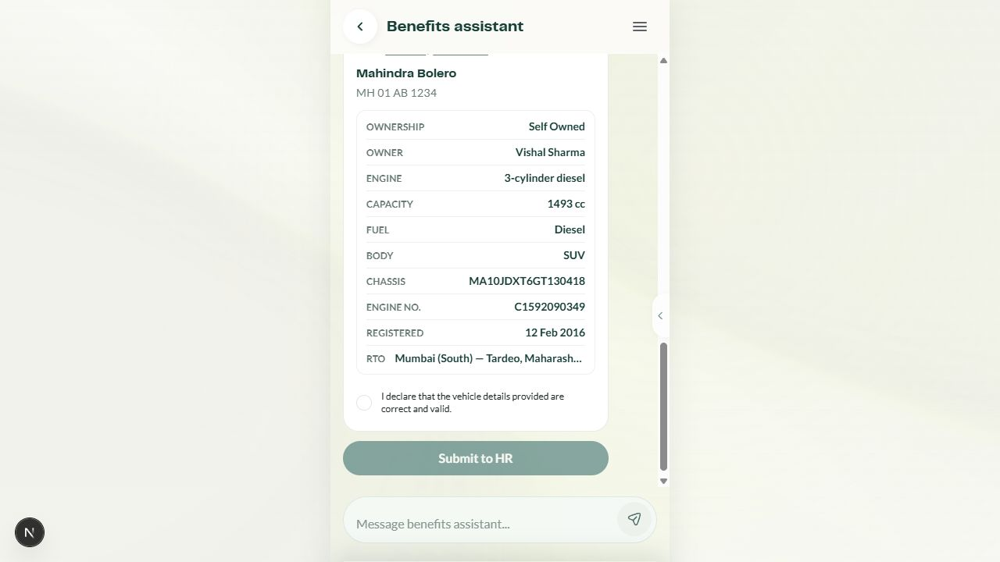 Benefits assistant
Mahindra Bolero
MH 01 AB 1234
OWNERSHIP Self Owned
OWNER Vishal Sharma
ENGINE 3-cylinder diesel
CAPACITY 1493 cc
FUEL Diesel
BODY SUV
CHASSIS MA10JDXT6GT130418
ENGINE NO. C1592090349
REGISTERED 12 Feb 2016
RTO Mumbai (South) — Tardeo, Maharash...
I declare that the vehicle details provided are
correct and valid.
Submit to HR
Message benefits assistant...
N